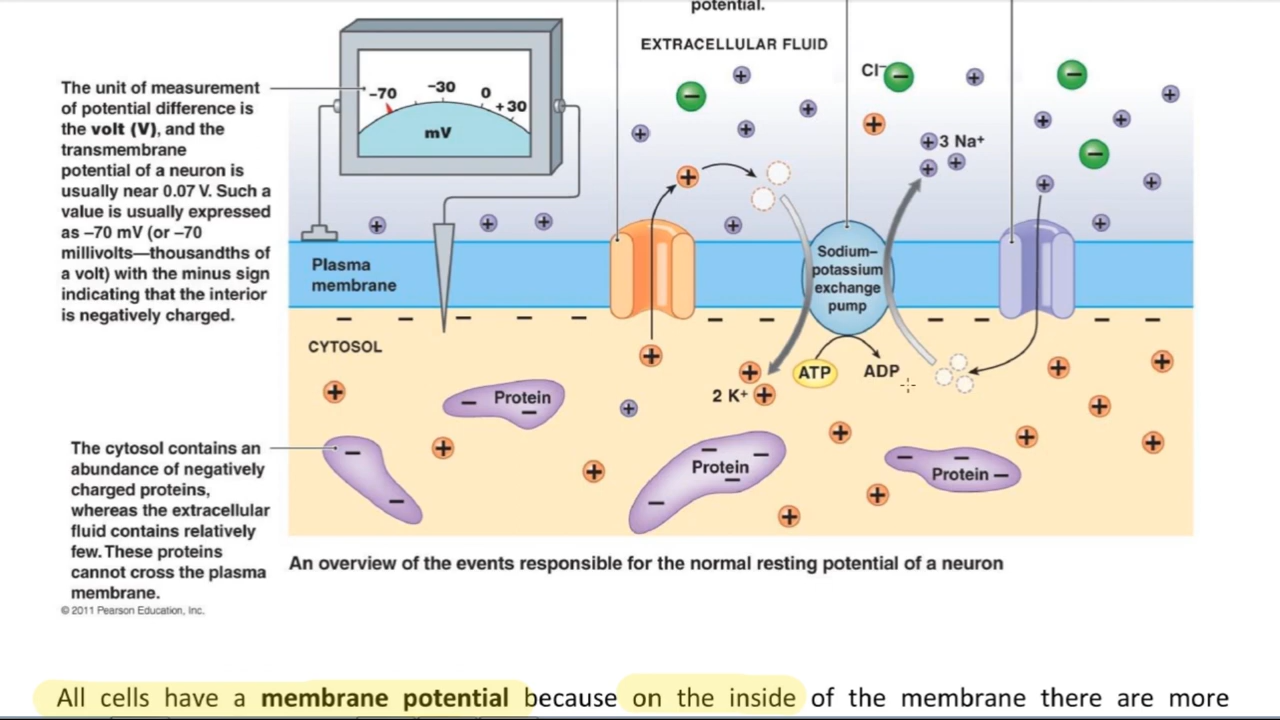 potential.
EXTRACELLULAR FLUID
The unit of measurement
of potential difference is
the volt (V), and the
transmembrane
potential of a neuron is
usually near 0.07 V. Such a
value is usually expressed
as –70 mV (or –70
millivolts—thousandths of
a volt) with the minus sign
indicating that the interior
is negatively charged.
–70 –30 0 +30
mV
Cl–
3 Na+
Plasma
membrane
Sodium–
potassium
exchange
pump
CYTOSOL
ATP
ADP
2 K+
Protein
Protein
Protein
The cytosol contains an
abundance of negatively
charged proteins,
whereas the extracellular
fluid contains relatively
few. These proteins
cannot cross the plasma
membrane.
© 2011 Pearson Education, Inc.
An overview of the events responsible for the normal resting potential of a neuron
All cells have a membrane potential because on the inside of the membrane there are more